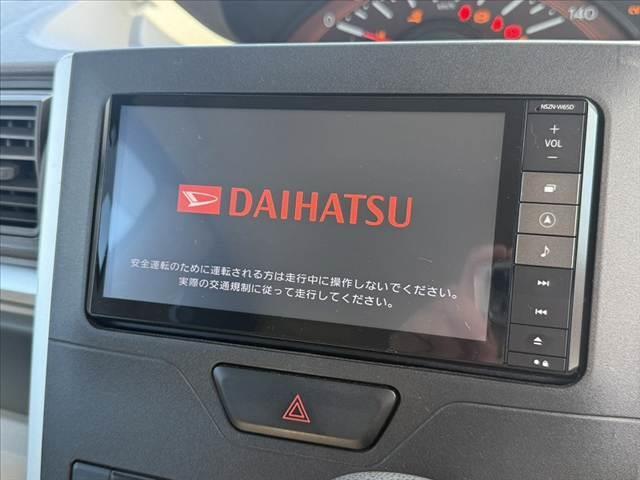 0
140
NSZN-W65D
+
VOL
−
DAIHATSU
安全運転のために運転される方は走行中に操作しないでください。
実際の交通規制に従って走行してください。